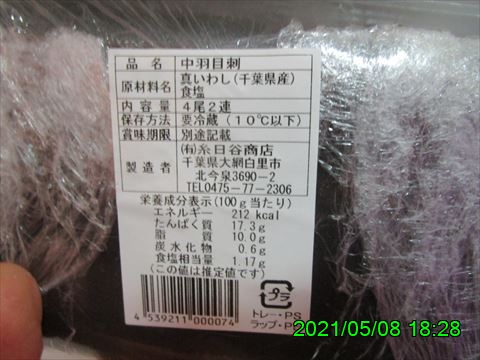 品名 中羽目刺
原材料名 真いわし(千葉県産)
食塩
内容量 4尾2連
保存方法 要冷蔵(10℃以下)
賞味期限 別途記載
製造者 (有)糸日谷商店
千葉県大網白里市
北今泉3690-2
TEL0475-77-2306
栄養成分表示(100g当たり)
エネルギー 212kcal
たんぱく質 17.3g
脂質 10.0g
炭水化物 0.6g
食塩相当量 1.17g
(この値は推定値です)
4 539211 000074
プラ
トレー・PS
ラップ・P
2021/05/08 18:28